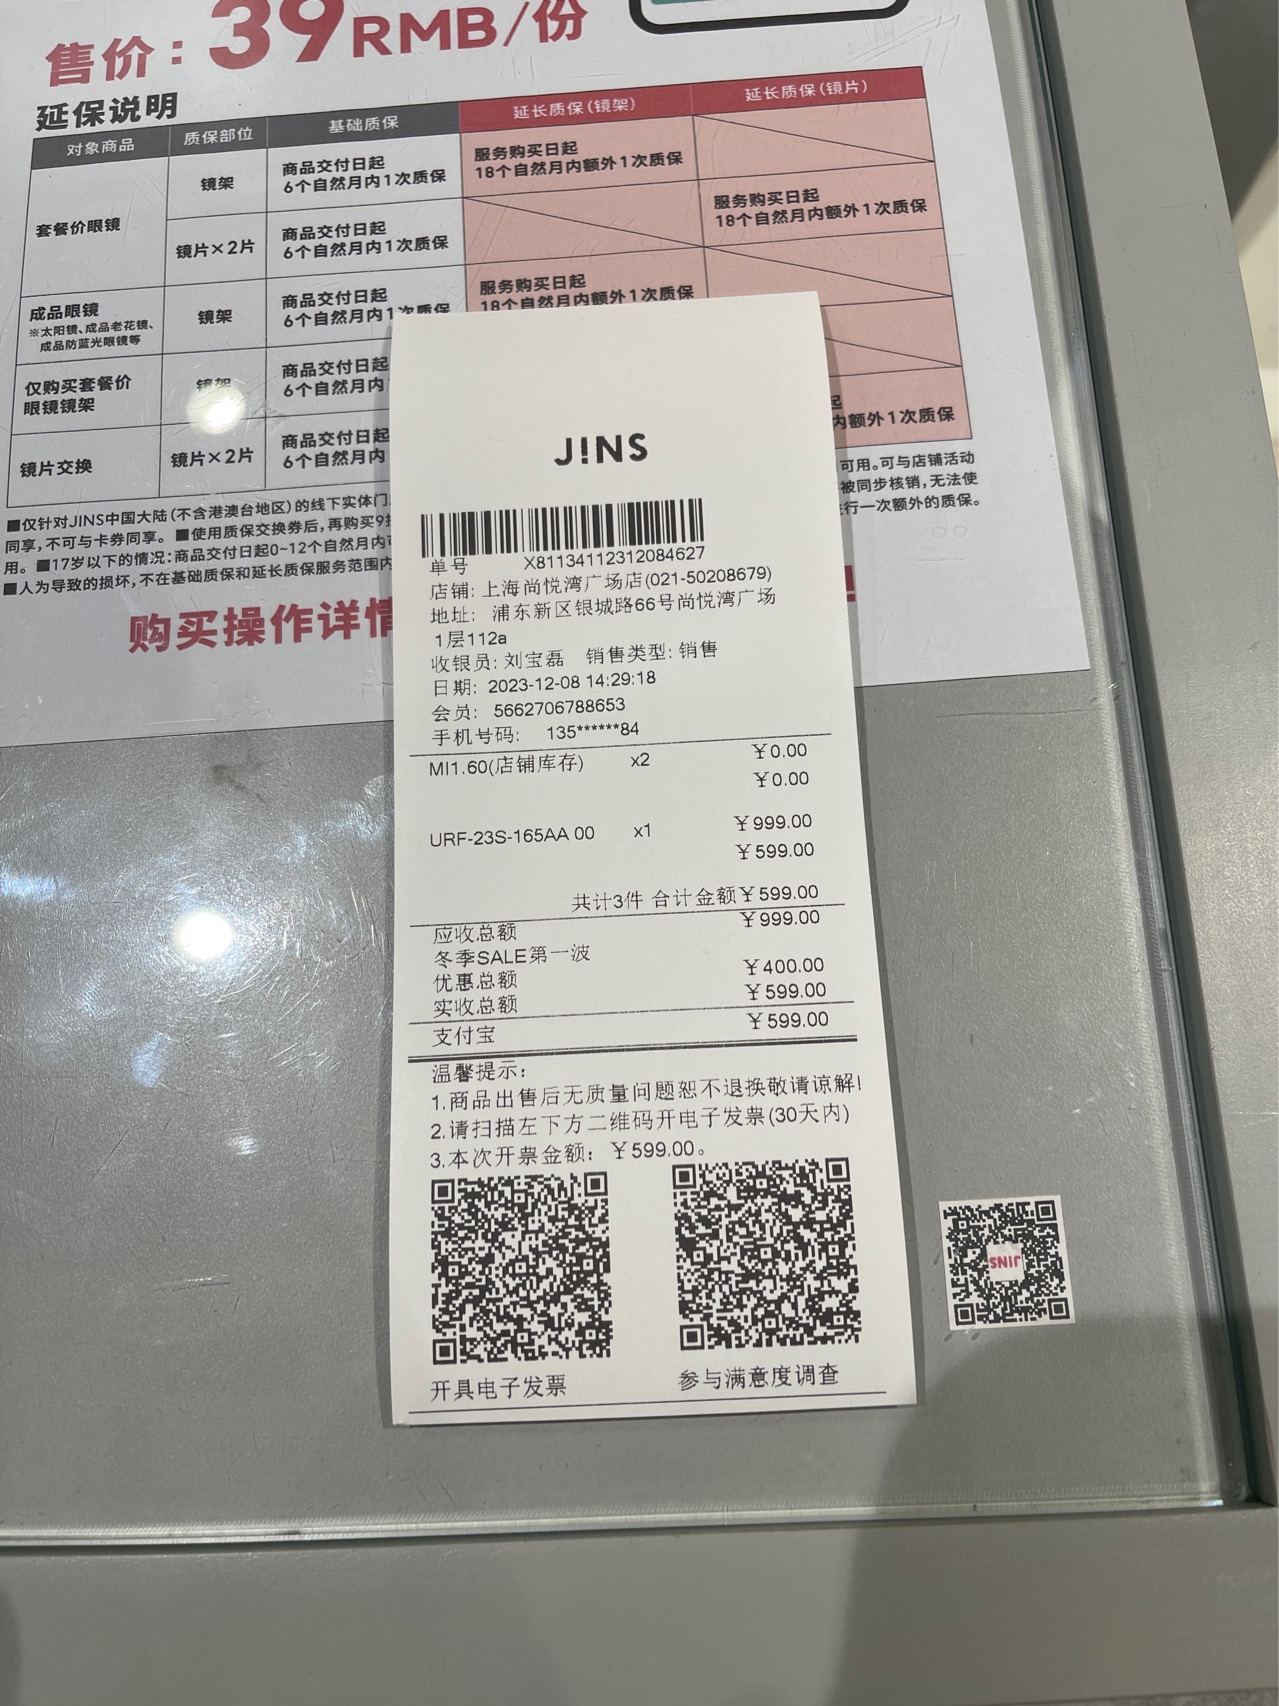 售价：39RMB/份
延保说明
对象商品 质保部位 基础质保 延长质保(镜架) 延长质保(镜片)
套餐价眼镜
镜架
商品交付日起
6个自然月内1次质保
服务购买日起
18个自然月内额外1次质保
镜片×2片
商品交付日起
6个自然月内1次质保
服务购买日起
18个自然月内额外1次质保
成品眼镜
※太阳镜、成品老花镜、
成品防蓝光眼镜等
镜架
商品交付日起
6个自然月内1次质保
服务购买日起
18个自然月内额外1次质保
仅购买套餐价
眼镜镜架
镜架
商品交付日起
6个自然月内
镜片交换
镜片×2片
商品交付日起
6个自然月内
起
内额外1次质保
■仅针对JINS中国大陆(不含港澳台地区)的线下实体门
可用。可与店铺活动
同享，不可与卡券同享。■使用质保交换券后，再购买
被同步核销，无法使
用。■17岁以下的情况：商品交付日起0~12个自然月内
行一次额外的质保。
■人为导致的损坏，不在基础质保和延长质保服务范围内
购买操作详情
!
J!NS
单号 X81134112312084627
店铺: 上海尚悦湾广场店(021-50208679)
地址: 浦东新区银城路66号尚悦湾广场
1层112a
收银员: 刘宝磊 销售类型: 销售
日期: 2023-12-08 14:29:18
会员: 5662706788653
手机号码: 135******84
MI1.60(店铺库存) x2 ￥0.00
￥0.00
URF-23S-165AA 00 x1 ￥999.00
￥599.00
共计3件 合计金额￥599.00
应收总额 ￥999.00
冬季SALE第一波
优惠总额 ￥400.00
实收总额 ￥599.00
支付宝 ￥599.00
温馨提示:
1.商品出售后无质量问题恕不退换敬请谅解!
2.请扫描左下方二维码开电子发票(30天内)
3.本次开票金额: ￥599.00。
开具电子发票 参与满意度调查
JINS